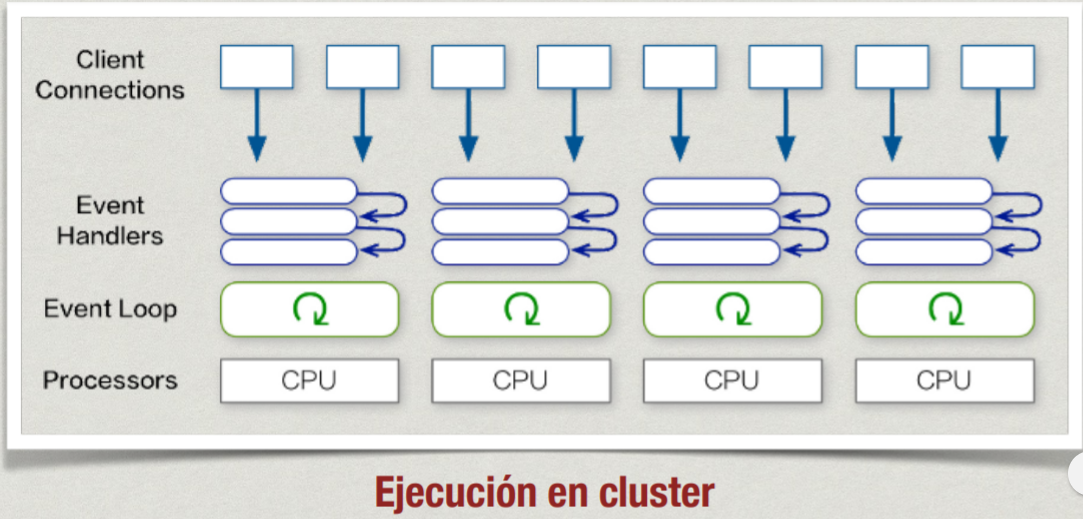 Client
Connections
Event
Handlers
Event Loop
Processors
CPU
CPU
CPU
CPU
Ejecución en cluster